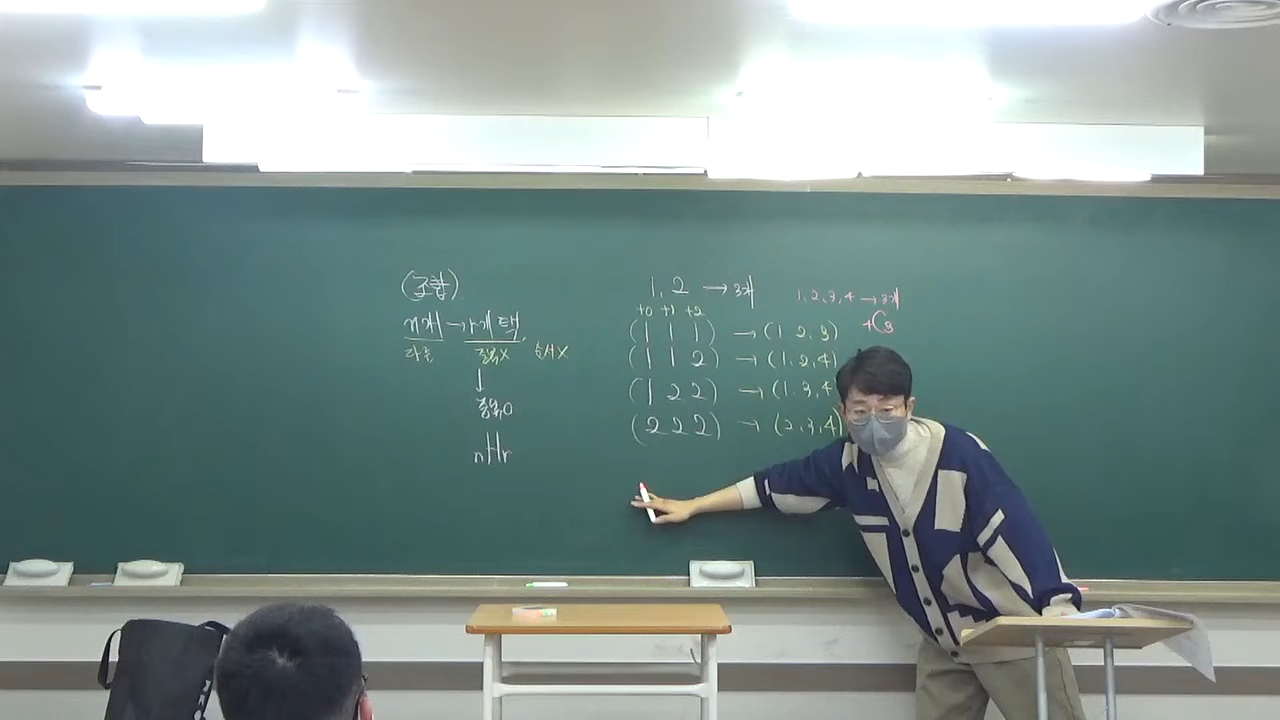 (조합)
n개 → r개 택.
다른 중복X 순서X
↓
중복O
nHr
1, 2 → 3개
+0 +1 +2
(1 1 1) → (1, 2, 3)
(1 1 2) → (1, 2, 4)
(1 2 2) → (1, 3, 4
(2 2 2) → (2, 3, 4)
1, 2, 3, 4 → 3개
4C3